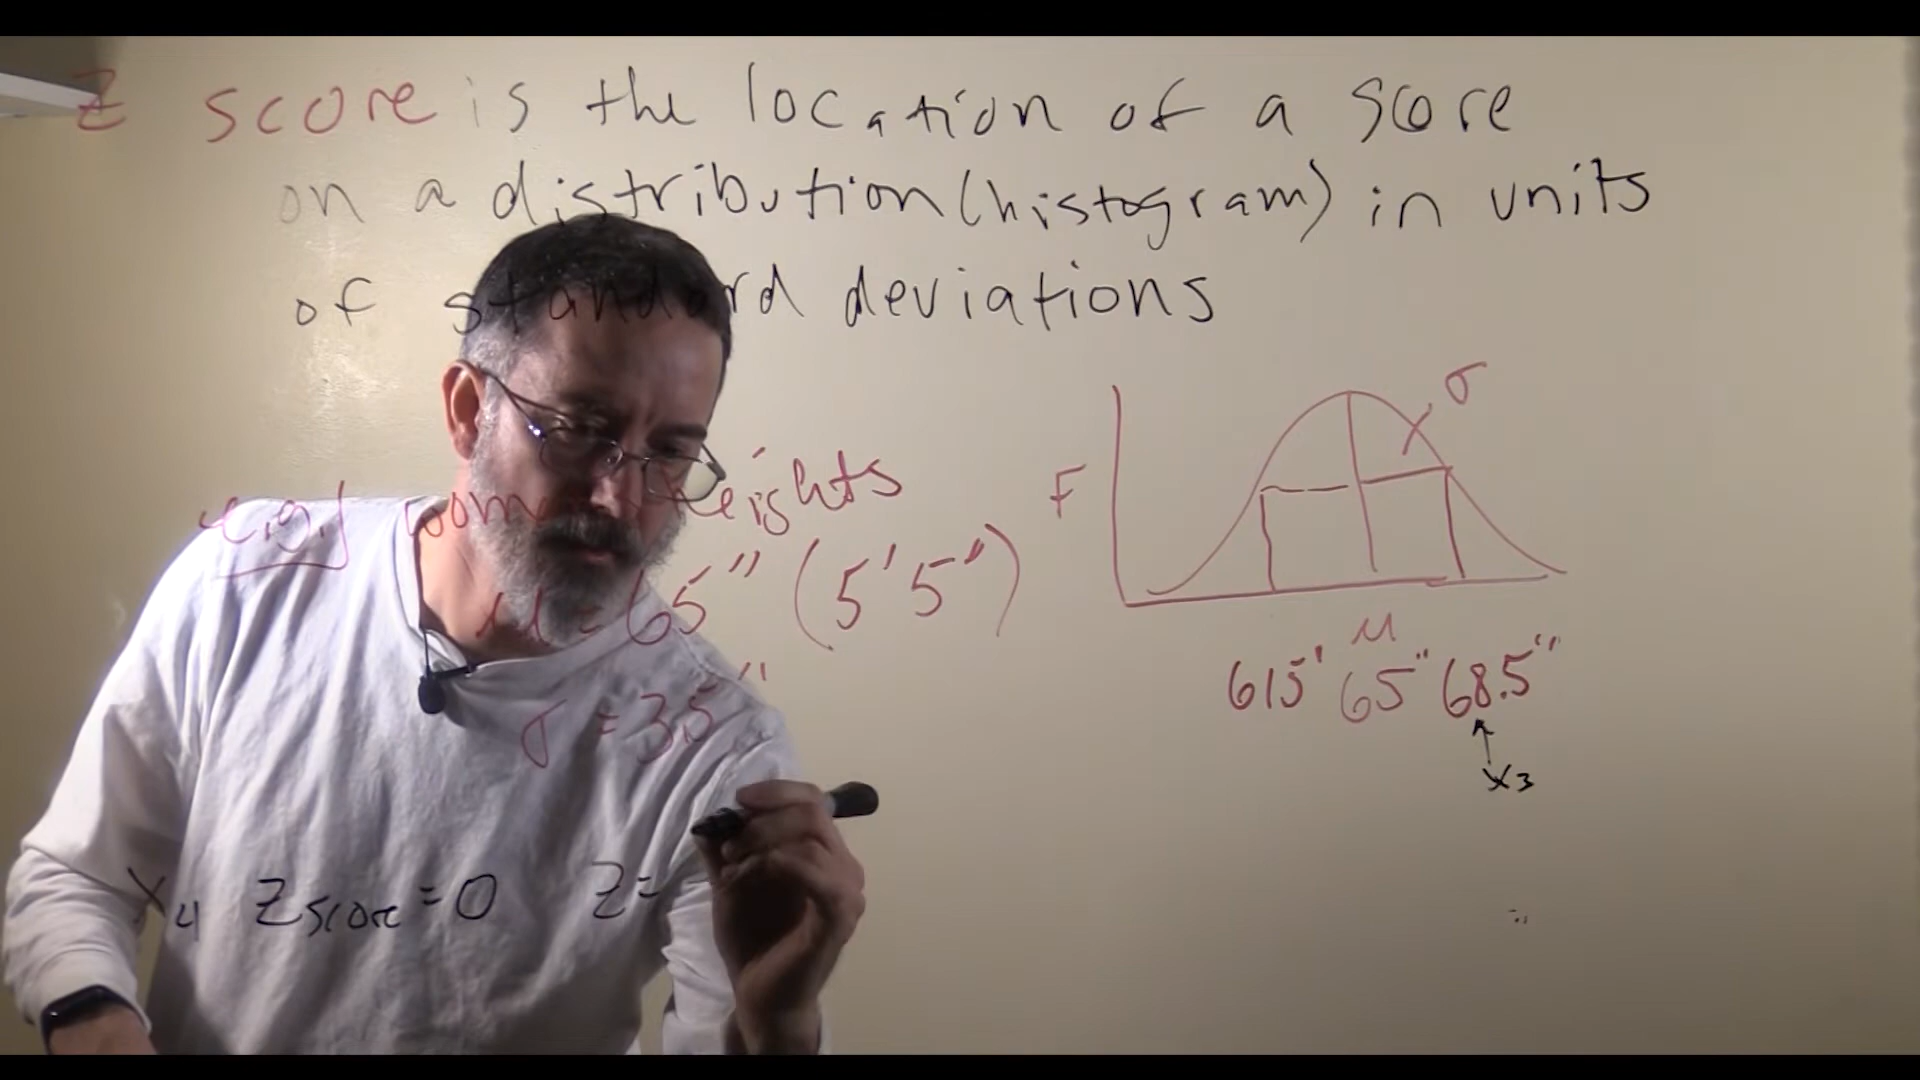 Z score is the location of a score
on a distribution (histogram) in units
of standard deviations
e.g.
heights
μ = 65" (5'5")
σ = 3.5"
σ
F
μ
61.5' 65" 68.5"
X3
X4 Zscore = 0 Z=